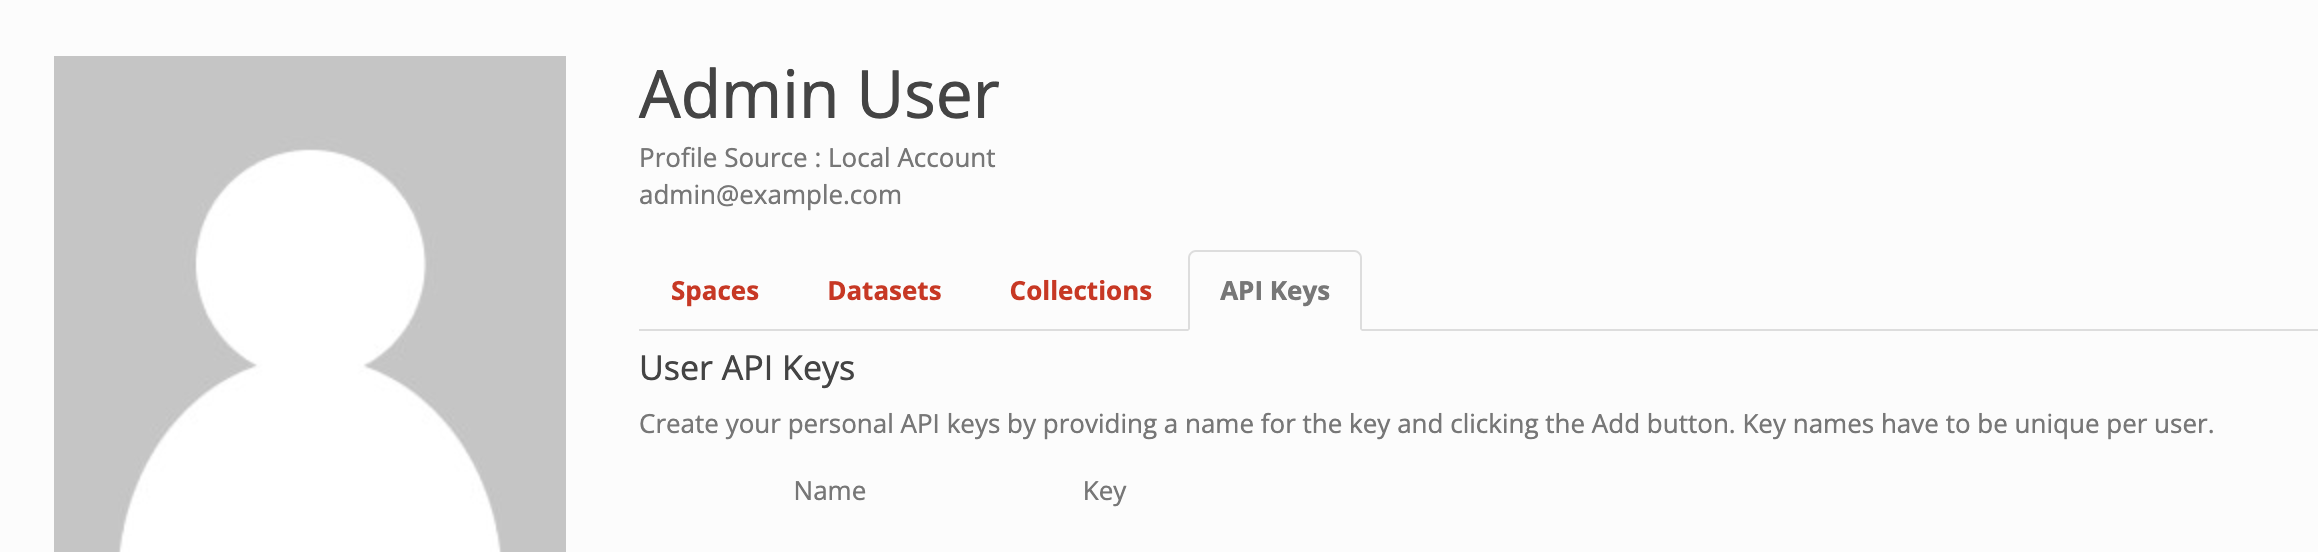 Admin User
Profile Source : Local Account
admin@example.com
Spaces Datasets Collections API Keys
User API Keys
Create your personal API keys by providing a name for the key and clicking the Add button. Key names have to be unique per user.
Name Key